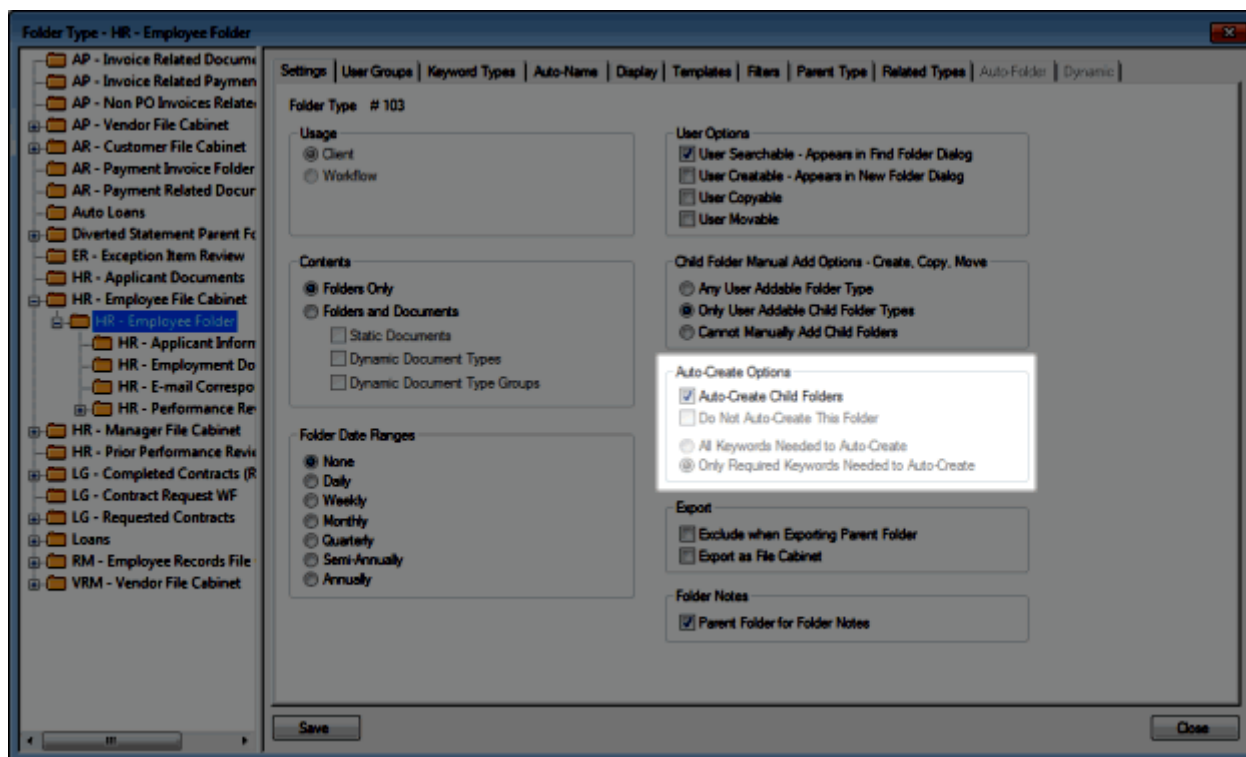 Folder Type - HR - Employee Folder
AP - Invoice Related Docume
AP - Invoice Related Paymen
AP - Non PO Invoices Relate
AP - Vendor File Cabinet
AR - Customer File Cabinet
AR - Payment Invoice Folder
AR - Payment Related Docur
Auto Loans
Diverted Statement Parent Fo
ER - Exception Item Review
HR - Applicant Documents
HR - Employee File Cabinet
HR - Employee Folder
HR - Applicant Inform
HR - Employment Do
HR - E-mail Correspo
HR - Performance Rev
HR - Manager File Cabinet
HR - Prior Performance Revie
LG - Completed Contracts (R
LG - Contract Request WF
LG - Requested Contracts
Loans
RM - Employee Records File
VRM - Vendor File Cabinet
Settings User Groups Keyword Types Auto-Name Display Templates Filters Parent Type Related Types Auto-Folder Dynamic
Folder Type # 103
Usage
Client
Workflow
Contents
Folders Only
Folders and Documents
Static Documents
Dynamic Document Types
Dynamic Document Type Groups
Folder Date Ranges
None
Daily
Weekly
Monthly
Quarterly
Semi-Annually
Annually
User Options
User Searchable - Appears in Find Folder Dialog
User Creatable - Appears in New Folder Dialog
User Copyable
User Movable
Child Folder Manual Add Options - Create, Copy, Move
Any User Addable Folder Type
Only User Addable Child Folder Types
Cannot Manually Add Child Folders
Auto-Create Options
Auto-Create Child Folders
Do Not Auto-Create This Folder
All Keywords Needed to Auto-Create
Only Required Keywords Needed to Auto-Create
Export
Exclude when Exporting Parent Folder
Export as File Cabinet
Folder Notes
Parent Folder for Folder Notes
Save
Close